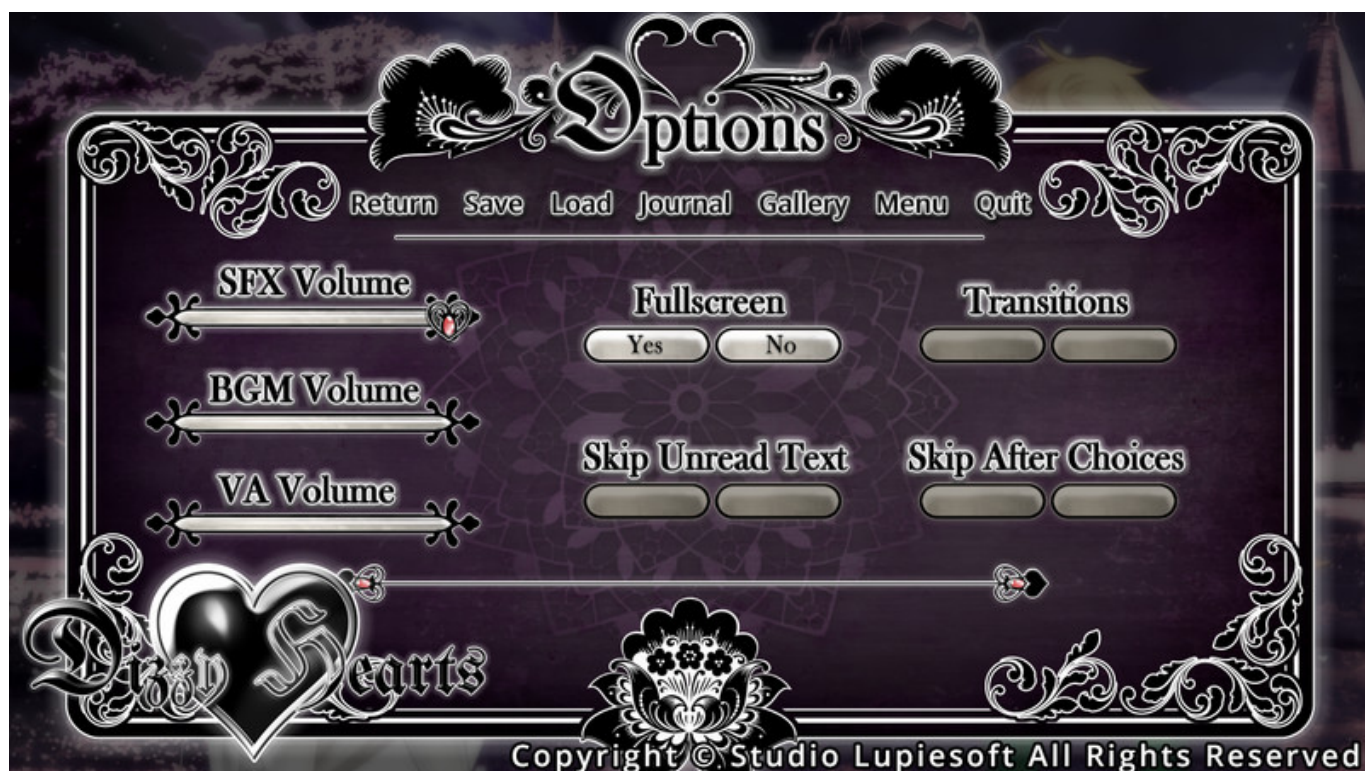 Options
Return Save Load Journal Gallery Menu Quit
SFX Volume
BGM Volume
VA Volume
Fullscreen
Yes No
Transitions
Skip Unread Text
Skip After Choices
Dizzy Hearts
Copyright © Studio Lupiesoft All Rights Reserved